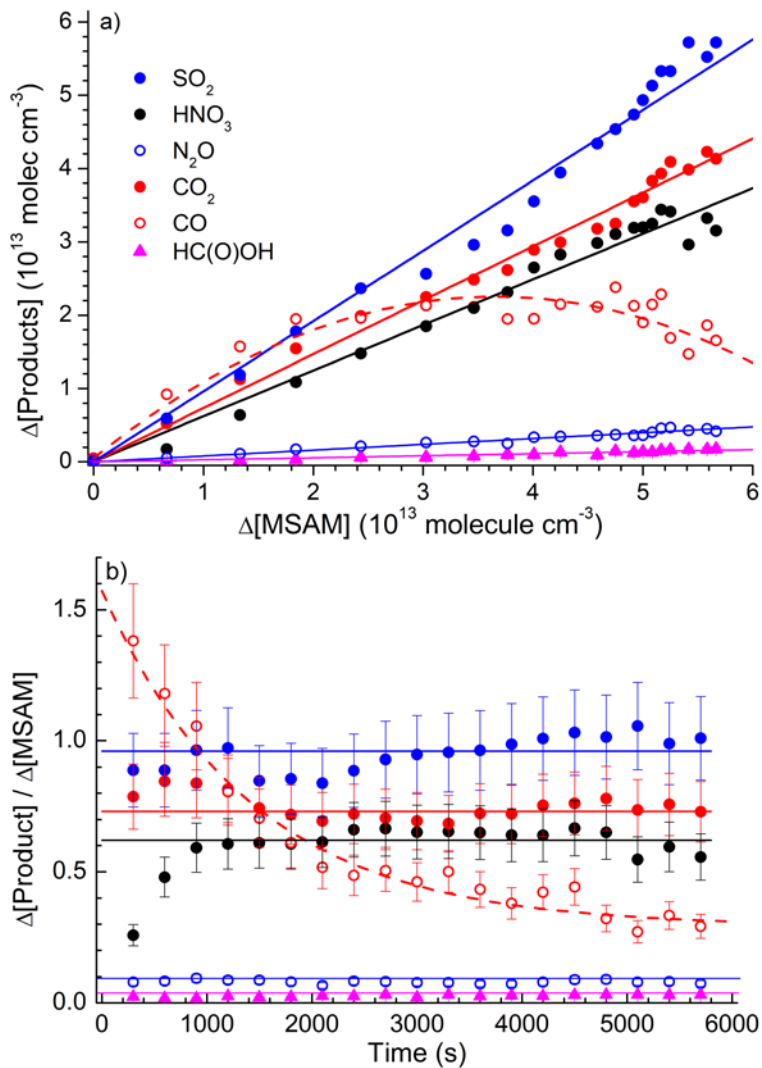 a)
6
5
4
3
2
1
0
Δ[Products] (10¹³ molec cm⁻³)
SO₂
HNO₃
N₂O
CO₂
CO
HC(O)OH
0 1 2 3 4 5 6
Δ[MSAM] (10¹³ molecule cm⁻³)
b)
1.5
1.0
0.5
0.0
Δ[Product] / Δ[MSAM]
0 1000 2000 3000 4000 5000 6000
Time (s)